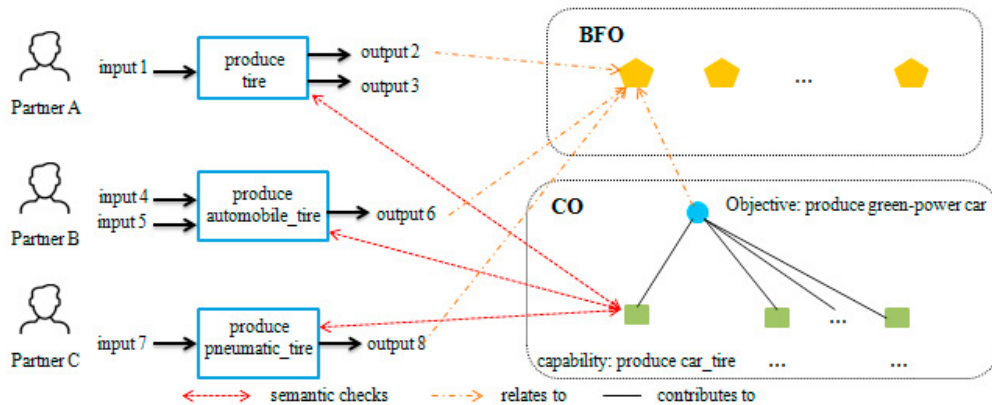 Partner A
input 1
produce
tire
output 2
output 3
BFO
...
Partner B
input 4
input 5
produce
automobile_tire
output 6
CO
Objective: produce green-power car
Partner C
input 7
produce
pneumatic_tire
output 8
...
capability: produce car_tire
... ...
semantic checks relates to contributes to